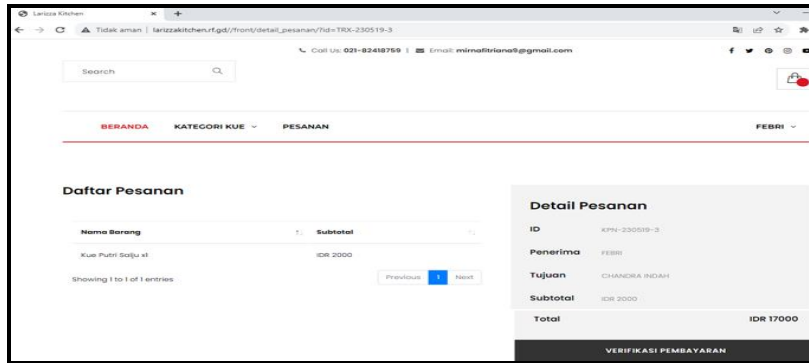 Larizza Kitchen
Tidak aman | larizzakitchen.rf.gd//front/detail_pesanan/?id=TRX-230519-3
Call Us: 021-82418759 | Email: mirnafitriana9@gmail.com
Search
BERANDA KATEGORI KUE PESANAN FEBRI
Daftar Pesanan
Nama Barang Subtotal
Kue Putri Salju x1 IDR 2000
Showing 1 to 1 of 1 entries Previous 1 Next
Detail Pesanan
ID KPN-230519-3
Penerima FEBRI
Tujuan CHANDRA INDAH
Subtotal IDR 2000
Total IDR 17000
VERIFIKASI PEMBAYARAN